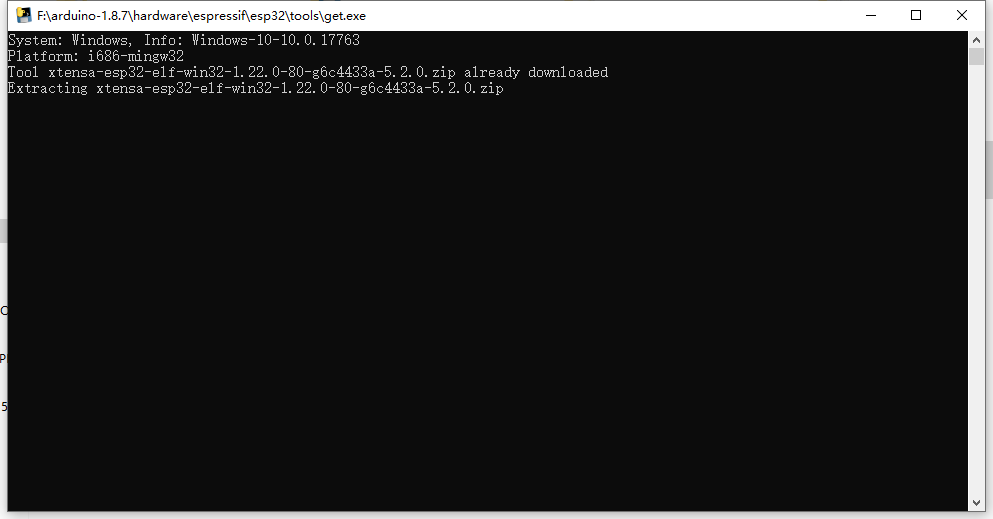 F:\arduino-1.8.7\hardware\espressif\esp32\tools\get.exe
System: Windows, Info: Windows-10-10.0.17763
Platform: i686-mingw32
Tool xtensa-esp32-elf-win32-1.22.0-80-g6c4433a-5.2.0.zip already downloaded
Extracting xtensa-esp32-elf-win32-1.22.0-80-g6c4433a-5.2.0.zip
P
5